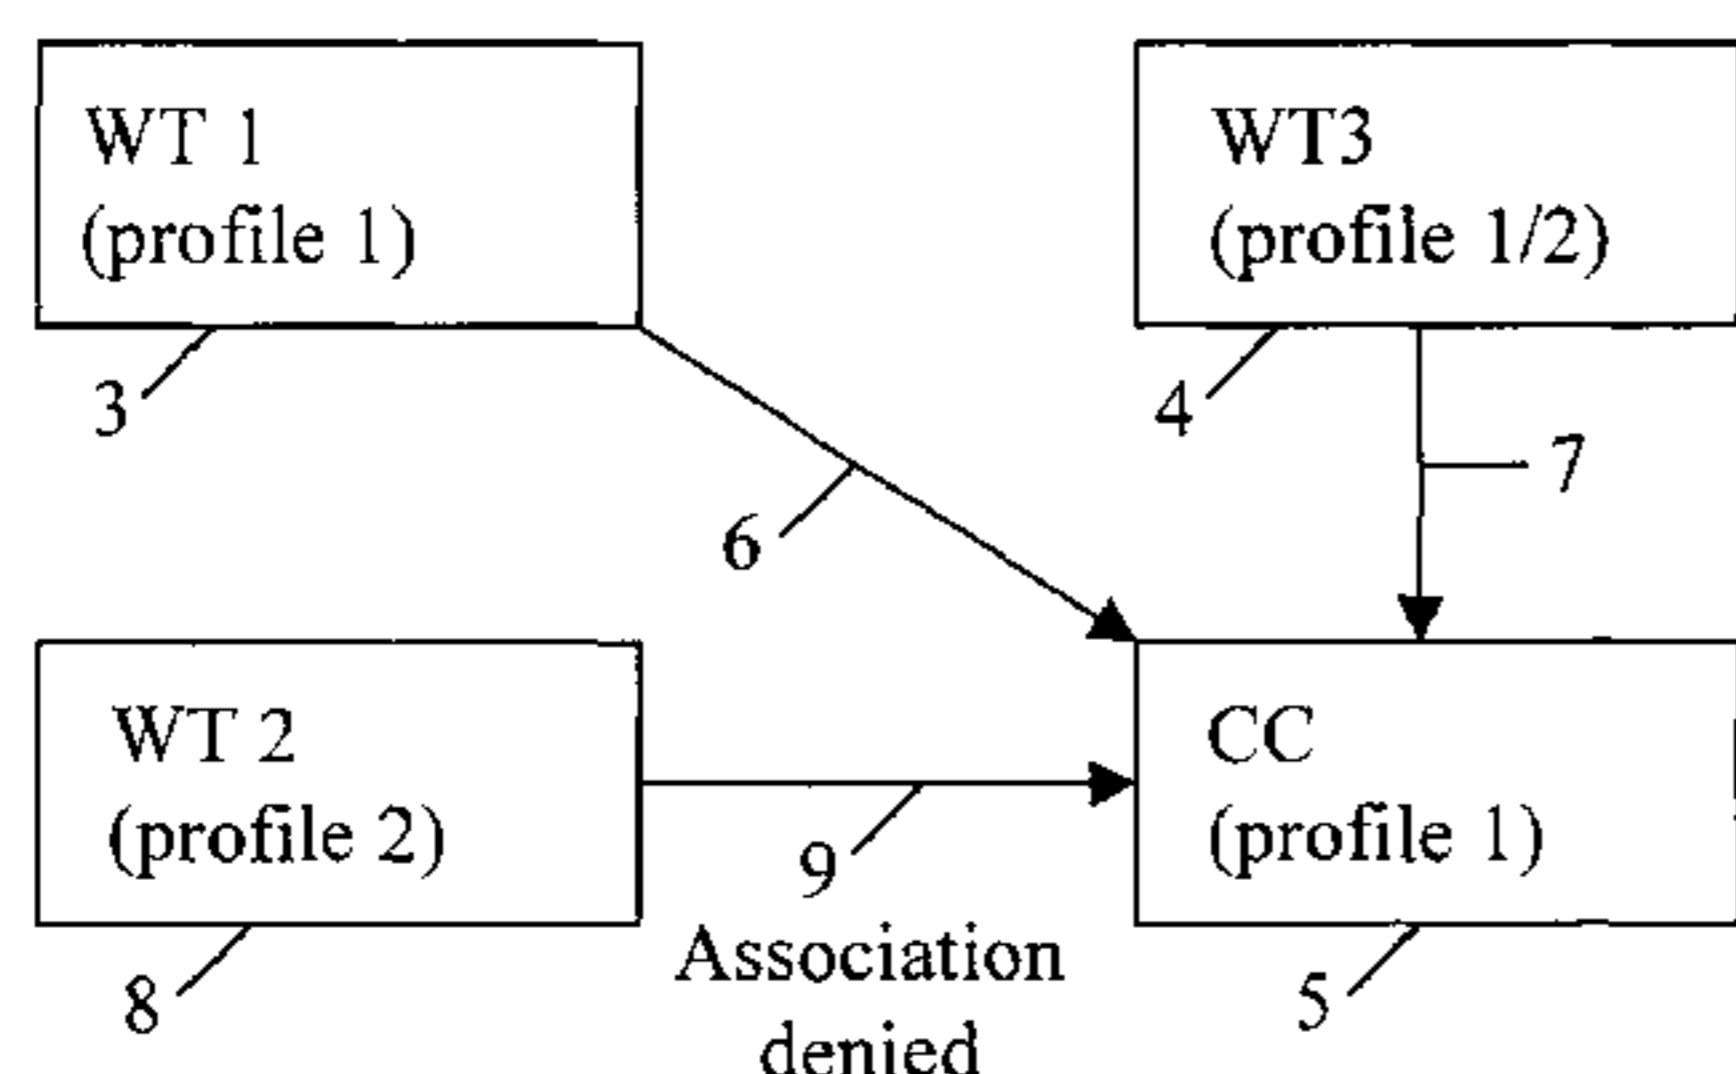 WT 1
(profile 1)
3
WT3
(profile 1/2)
4
6
7
WT 2
(profile 2)
8
9
Association
denied
CC
(profile 1)
5